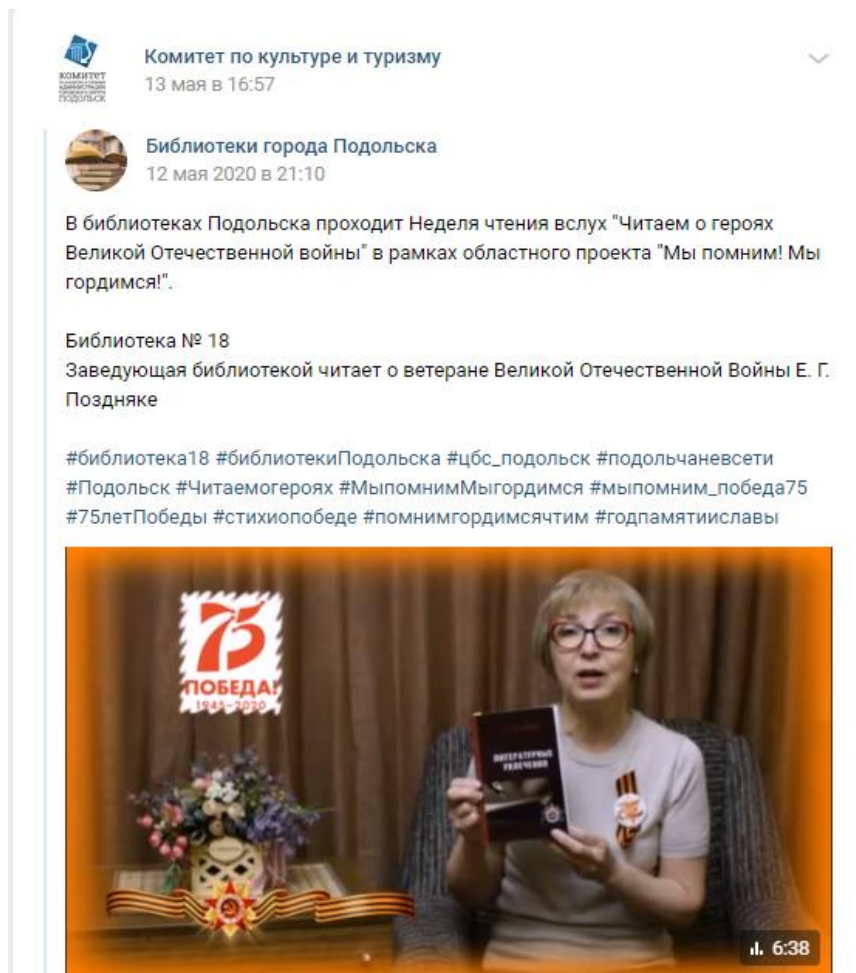 Комитет по культуре и туризму
КОМИТЕТ
ПОДОЛЬСК
13 мая в 16:57
Библиотеки города Подольска
12 мая 2020 в 21:10
В библиотеках Подольска проходит Неделя чтения вслух "Читаем о героях
Великой Отечественной войны" в рамках областного проекта "Мы помним! Мы
гордимся!".
Библиотека № 18
Заведующая библиотекой читает о ветеране Великой Отечественной Войны Е. Г.
Поздняке
#библиотека18 #библиотекиПодольска #цбс_подольск #подольчаневсети
#Подольск #Читаемогероях #МыпомнимМыгордимся #мыпомним_победа75
#75летПобеды #стихиопобеде #помнимгордимсячтим #годпамятииславы
75
ПОБЕДА!
1945-2020
ЛИТЕРАТУРНЫЕ
УВЛЕЧЕНИЯ
6:38